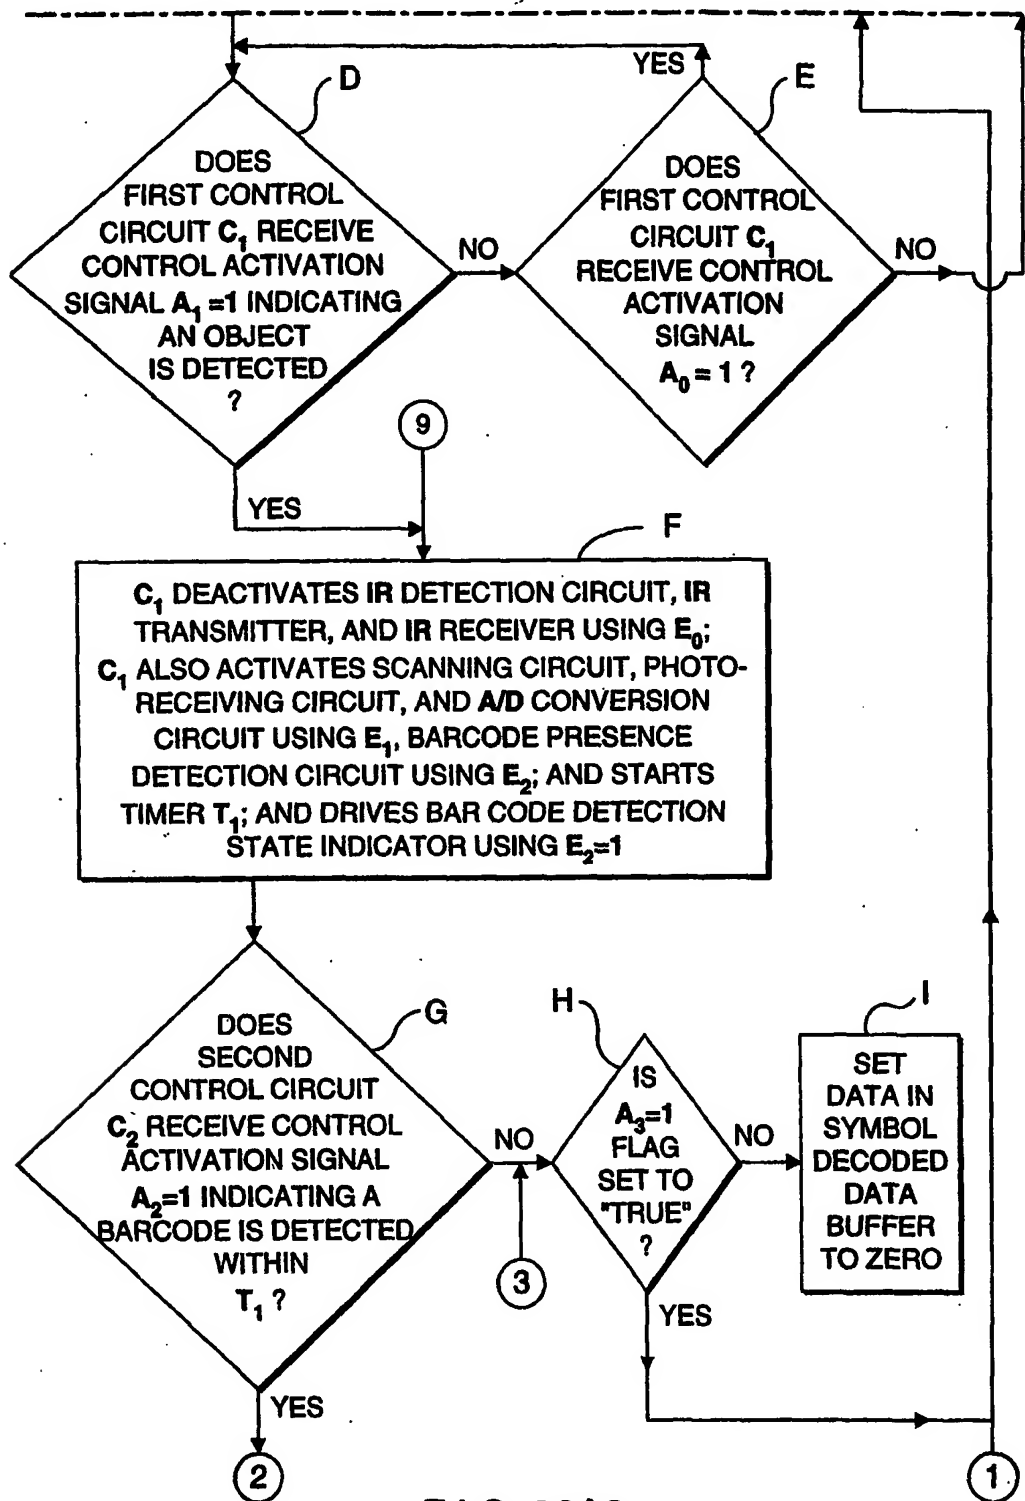 YES
D
E
DOES
FIRST CONTROL
CIRCUIT C₁ RECEIVE
CONTROL ACTIVATION
SIGNAL A₁ =1 INDICATING
AN OBJECT
IS DETECTED
?
NO
DOES
FIRST CONTROL
CIRCUIT C₁
RECEIVE CONTROL
ACTIVATION
SIGNAL
A₀ = 1 ?
NO
9
YES
F
C₁ DEACTIVATES IR DETECTION CIRCUIT, IR
TRANSMITTER, AND IR RECEIVER USING E₀;
C₁ ALSO ACTIVATES SCANNING CIRCUIT, PHOTO-
RECEIVING CIRCUIT, AND A/D CONVERSION
CIRCUIT USING E₁, BARCODE PRESENCE
DETECTION CIRCUIT USING E₂; AND STARTS
TIMER T₁; AND DRIVES BAR CODE DETECTION
STATE INDICATOR USING E₂=1
G
H
I
DOES
SECOND
CONTROL CIRCUIT
C₂ RECEIVE CONTROL
ACTIVATION SIGNAL
A₂=1 INDICATING A
BARCODE IS DETECTED
WITHIN
T₁ ?
NO
3
IS
A₃=1
FLAG
SET TO
"TRUE"
?
NO
SET
DATA IN
SYMBOL
DECODED
DATA
BUFFER
TO ZERO
YES
YES
2
1